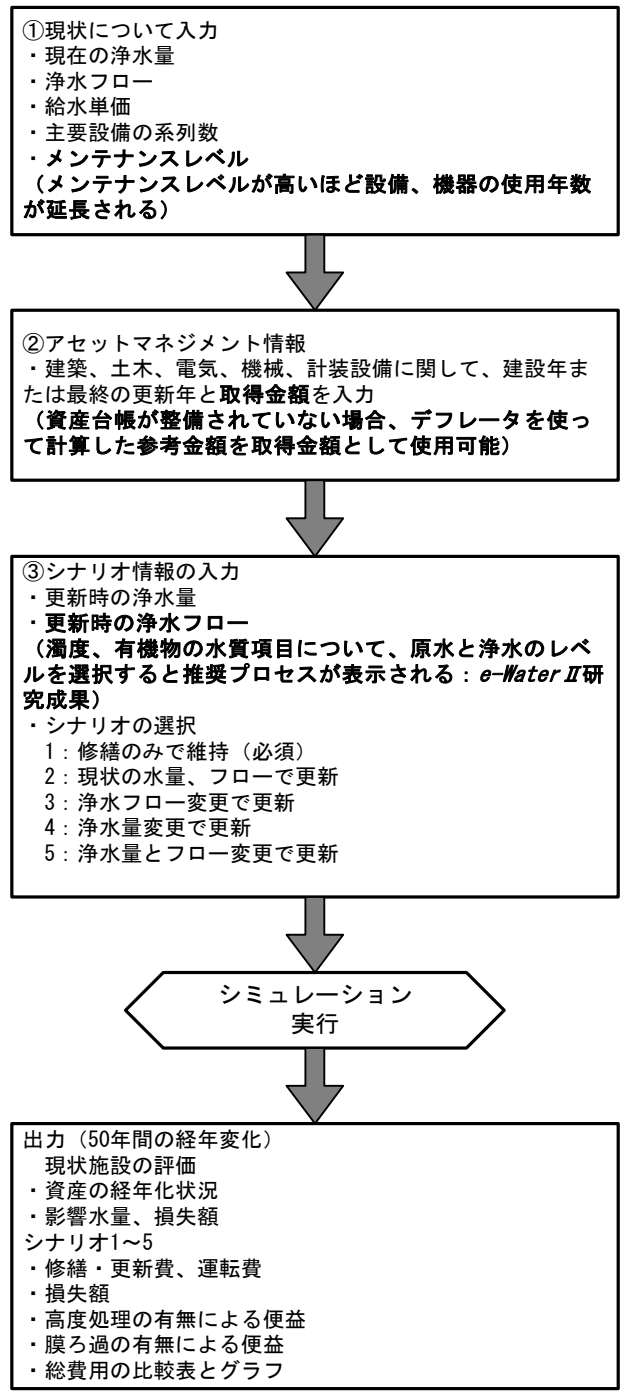 ①現状について入力
・現在の浄水量
・浄水フロー
・給水単価
・主要設備の系列数
・メンテナンスレベル
(メンテナンスレベルが高いほど設備、機器の使用年数
が延長される)
②アセットマネジメント情報
・建築、土木、電気、機械、計装設備に関して、建設年ま
たは最終の更新年と取得金額を入力
(資産台帳が整備されていない場合、デフレータを使っ
て計算した参考金額を取得金額として使用可能)
③シナリオ情報の入力
・更新時の浄水量
・更新時の浄水フロー
(濁度、有機物の水質項目について、原水と浄水のレベ
ルを選択すると推奨プロセスが表示される:e-WaterⅡ研
究成果)
・シナリオの選択
1:修繕のみで維持(必須)
2:現状の水量、フローで更新
3:浄水フロー変更で更新
4:浄水量変更で更新
5:浄水量とフロー変更で更新
シミュレーション
実行
出力(50年間の経年変化)
現状施設の評価
・資産の経年化状況
・影響水量、損失額
シナリオ1~5
・修繕・更新費、運転費
・損失額
・高度処理の有無による便益
・膜ろ過の有無による便益
・総費用の比較表とグラフ